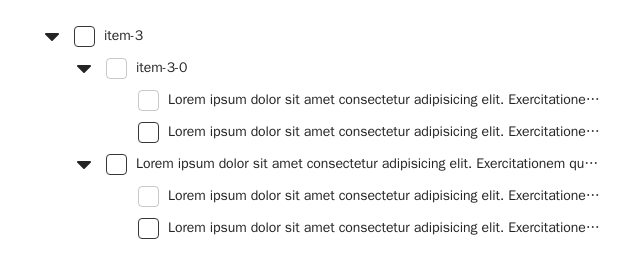 item-3
item-3-0
Lorem ipsum dolor sit amet consectetur adipisicing elit. Exercitatione…
Lorem ipsum dolor sit amet consectetur adipisicing elit. Exercitatione…
Lorem ipsum dolor sit amet consectetur adipisicing elit. Exercitationem qu…
Lorem ipsum dolor sit amet consectetur adipisicing elit. Exercitatione…
Lorem ipsum dolor sit amet consectetur adipisicing elit. Exercitatione…